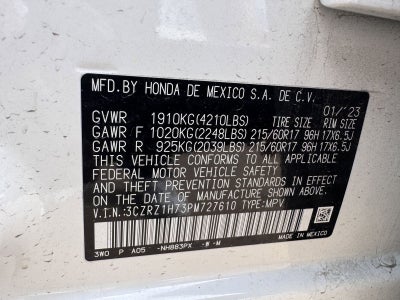 MFD.BY HONDA DE MEXICO S.A. DE C.V.
01/'23
GVWR 1910KG(4210LBS) TIRE SIZE RIM SIZE
GAWR F 1020KG(2248LBS) 215/60R17 96H 17X6.5J
GAWR R 925KG(2039LBS) 215/60R17 96H 17X6.5J
THIS VEHICLE CONFORMS TO ALL APPLICABLE
FEDERAL MOTOR VEHICLE SAFETY
AND THEFT PREVENTION STANDARDS IN EFFECT
ON THE DATE OF MANUFACTURE SHOWN ABOVE.
V.I.N.:3CZRZ1H73PM727610 TYPE:MPV
3WO P A05 -NH883PX -W -M